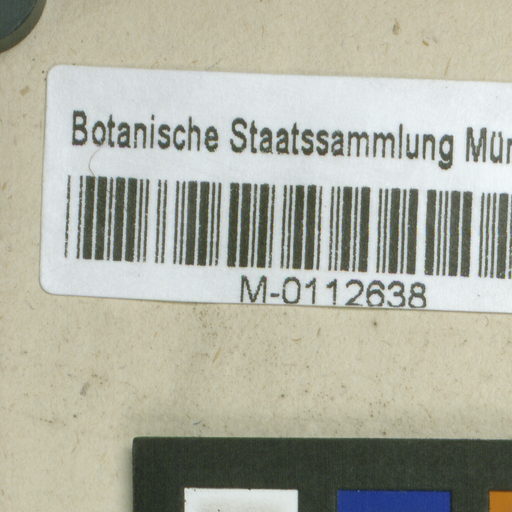 Botanische Staatssammlung Mün
M-0112638